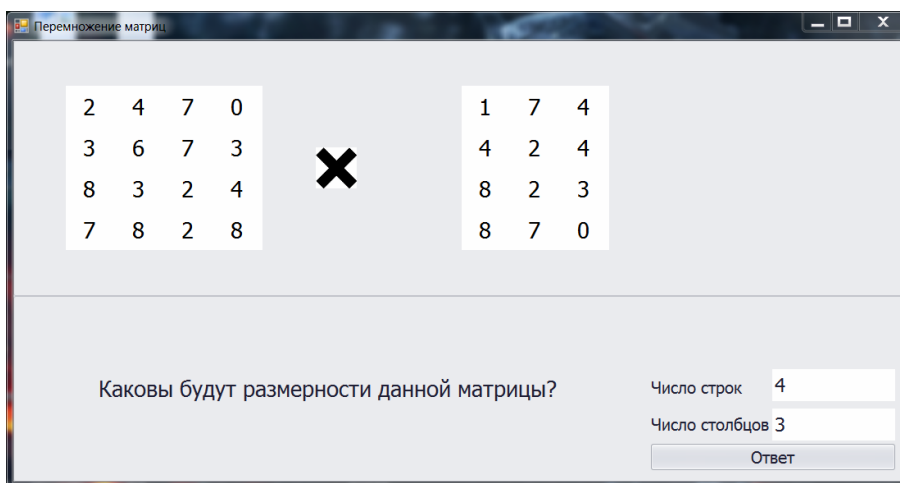 Перемножение матриц
2 4 7 0
3 6 7 3
8 3 2 4
7 8 2 8
1 7 4
4 2 4
8 2 3
8 7 0
Каковы будут размерности данной матрицы?
Число строк 4
Число столбцов 3
Ответ